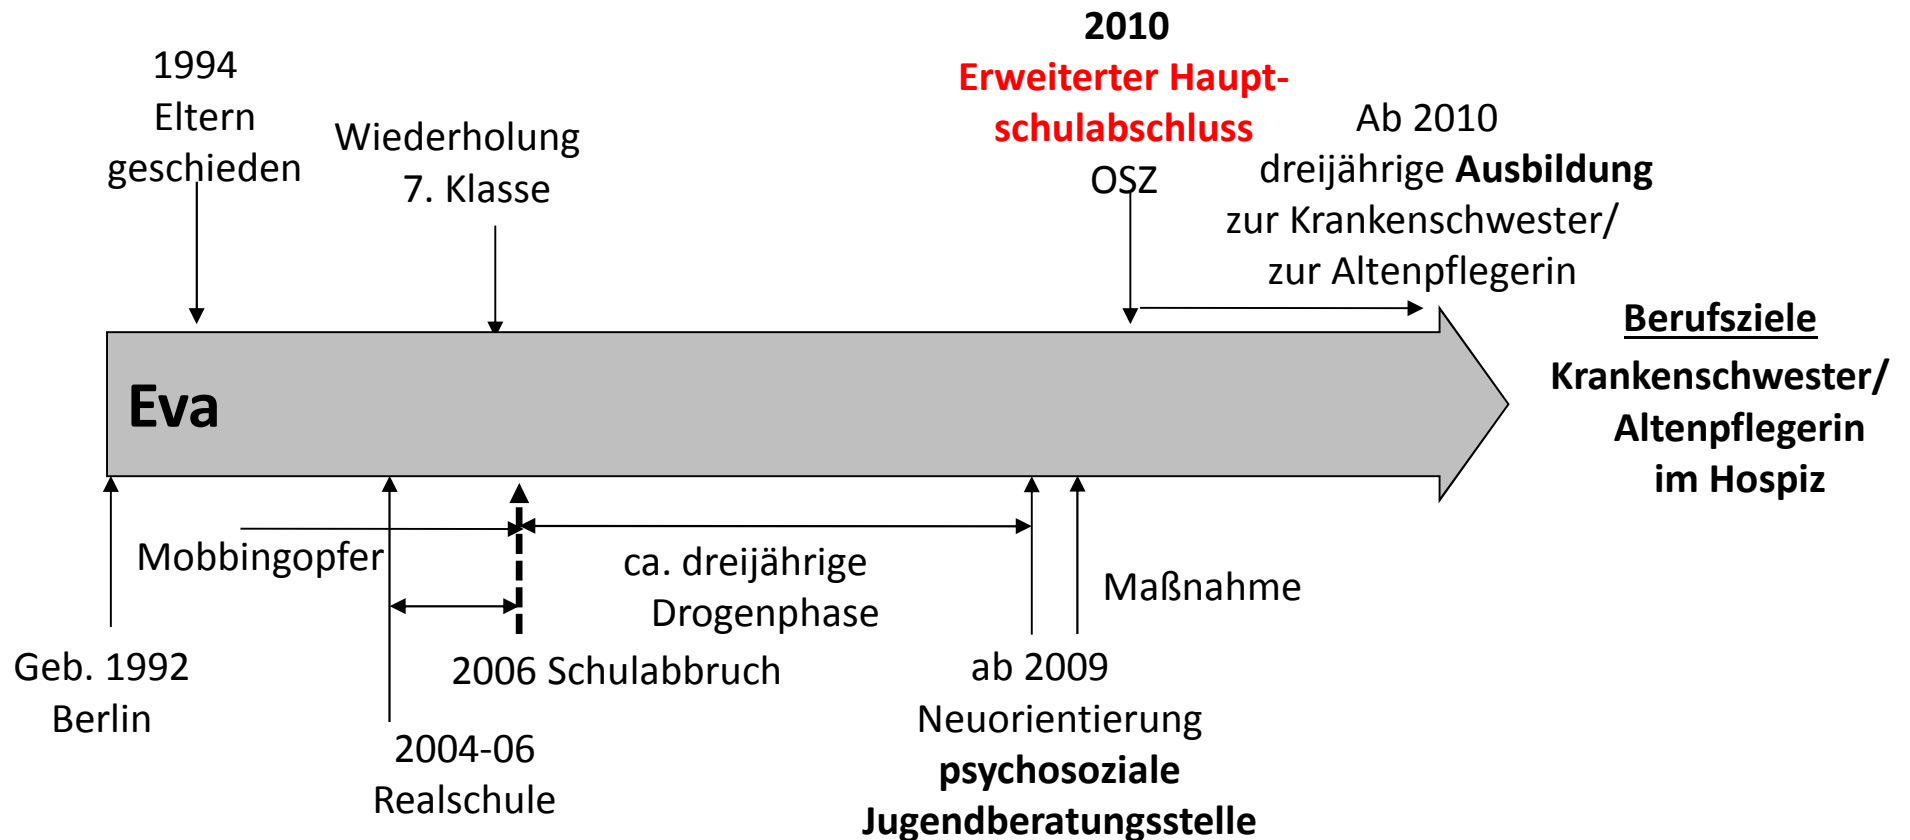 1994
Eltern
geschieden
Wiederholung
7. Klasse
2010
Erweiterter Haupt-
schulabschluss
OSZ
Ab 2010
dreijährige Ausbildung
zur Krankenschwester/
zur Altenpflegerin
Eva
Berufsziele
Krankenschwester/
Altenpflegerin
im Hospiz
Geb. 1992
Berlin
Mobbingopfer
2004-06
Realschule
2006 Schulabbruch
ca. dreijährige
Drogenphase
ab 2009
Neuorientierung
psychosoziale
Jugendberatungsstelle
Maßnahme